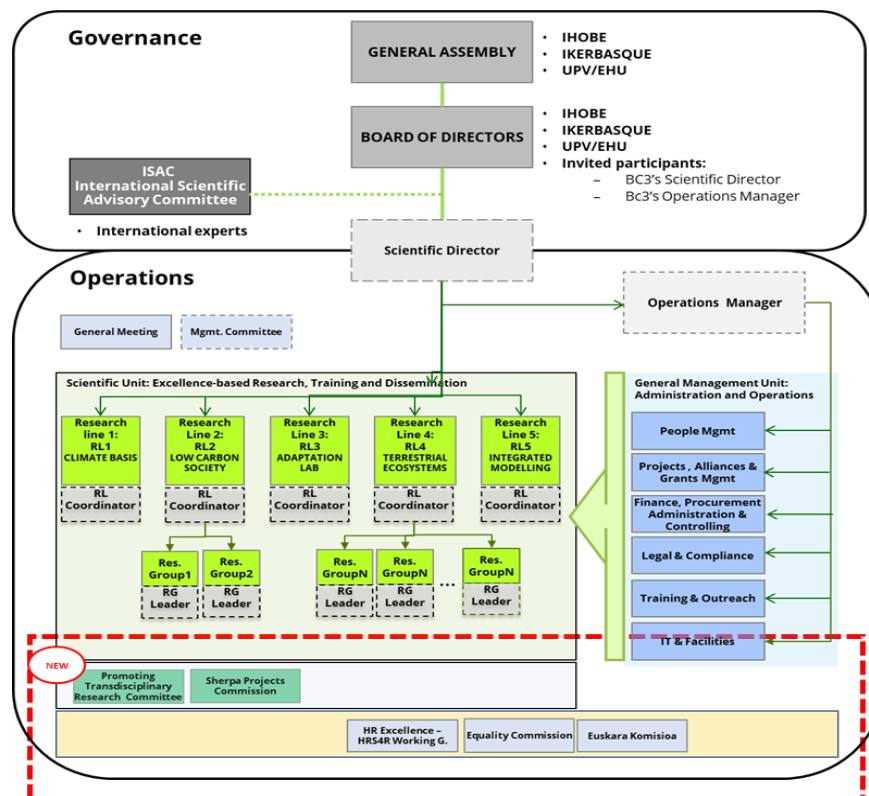 Governance
GENERAL ASSEMBLY
• IHOBE
• IKERBASQUE
• UPV/EHU
BOARD OF DIRECTORS
• IHOBE
• IKERBASQUE
• UPV/EHU
• Invited participants:
– BC3's Scientific Director
– Bc3's Operations Manager
ISAC
International Scientific
Advisory Committee
• International experts
Scientific Director
Operations
Operations Manager
General Meeting
Mgmt. Committee
Scientific Unit: Excellence-based Research, Training and Dissemination
Research
line 1:
RL1
CLIMATE BASIS
RL
Coordinator
Research
Line 2:
RL2
LOW CARBON
SOCIETY
RL
Coordinator
Research
Line 3:
RL3
ADAPTATION
LAB
RL
Coordinator
Research
Line 4:
RL4
TERRESTRIAL
ECOSYSTEMS
RL
Coordinator
Research
Line 5:
RL5
INTEGRATED
MODELLING
RL
Coordinator
Res.
Group1
RG
Leader
Res.
Group2
RG
Leader
Res.
GroupN
RG
Leader
Res.
GroupN
RG
Leader
...
Res.
GroupN
RG
Leader
General Management Unit:
Administration and Operations
People Mgmt
Projects , Alliances &
Grants Mgmt
Finance, Procurement
Administration &
Controlling
Legal & Compliance
Training & Outreach
IT & Facilities
NEW
Promoting
Transdisciplinary
Research Committee
Sherpa Projects
Commission
HR Excellence –
HRS4R Working G.
Equality Commission
Euskara Komisioa